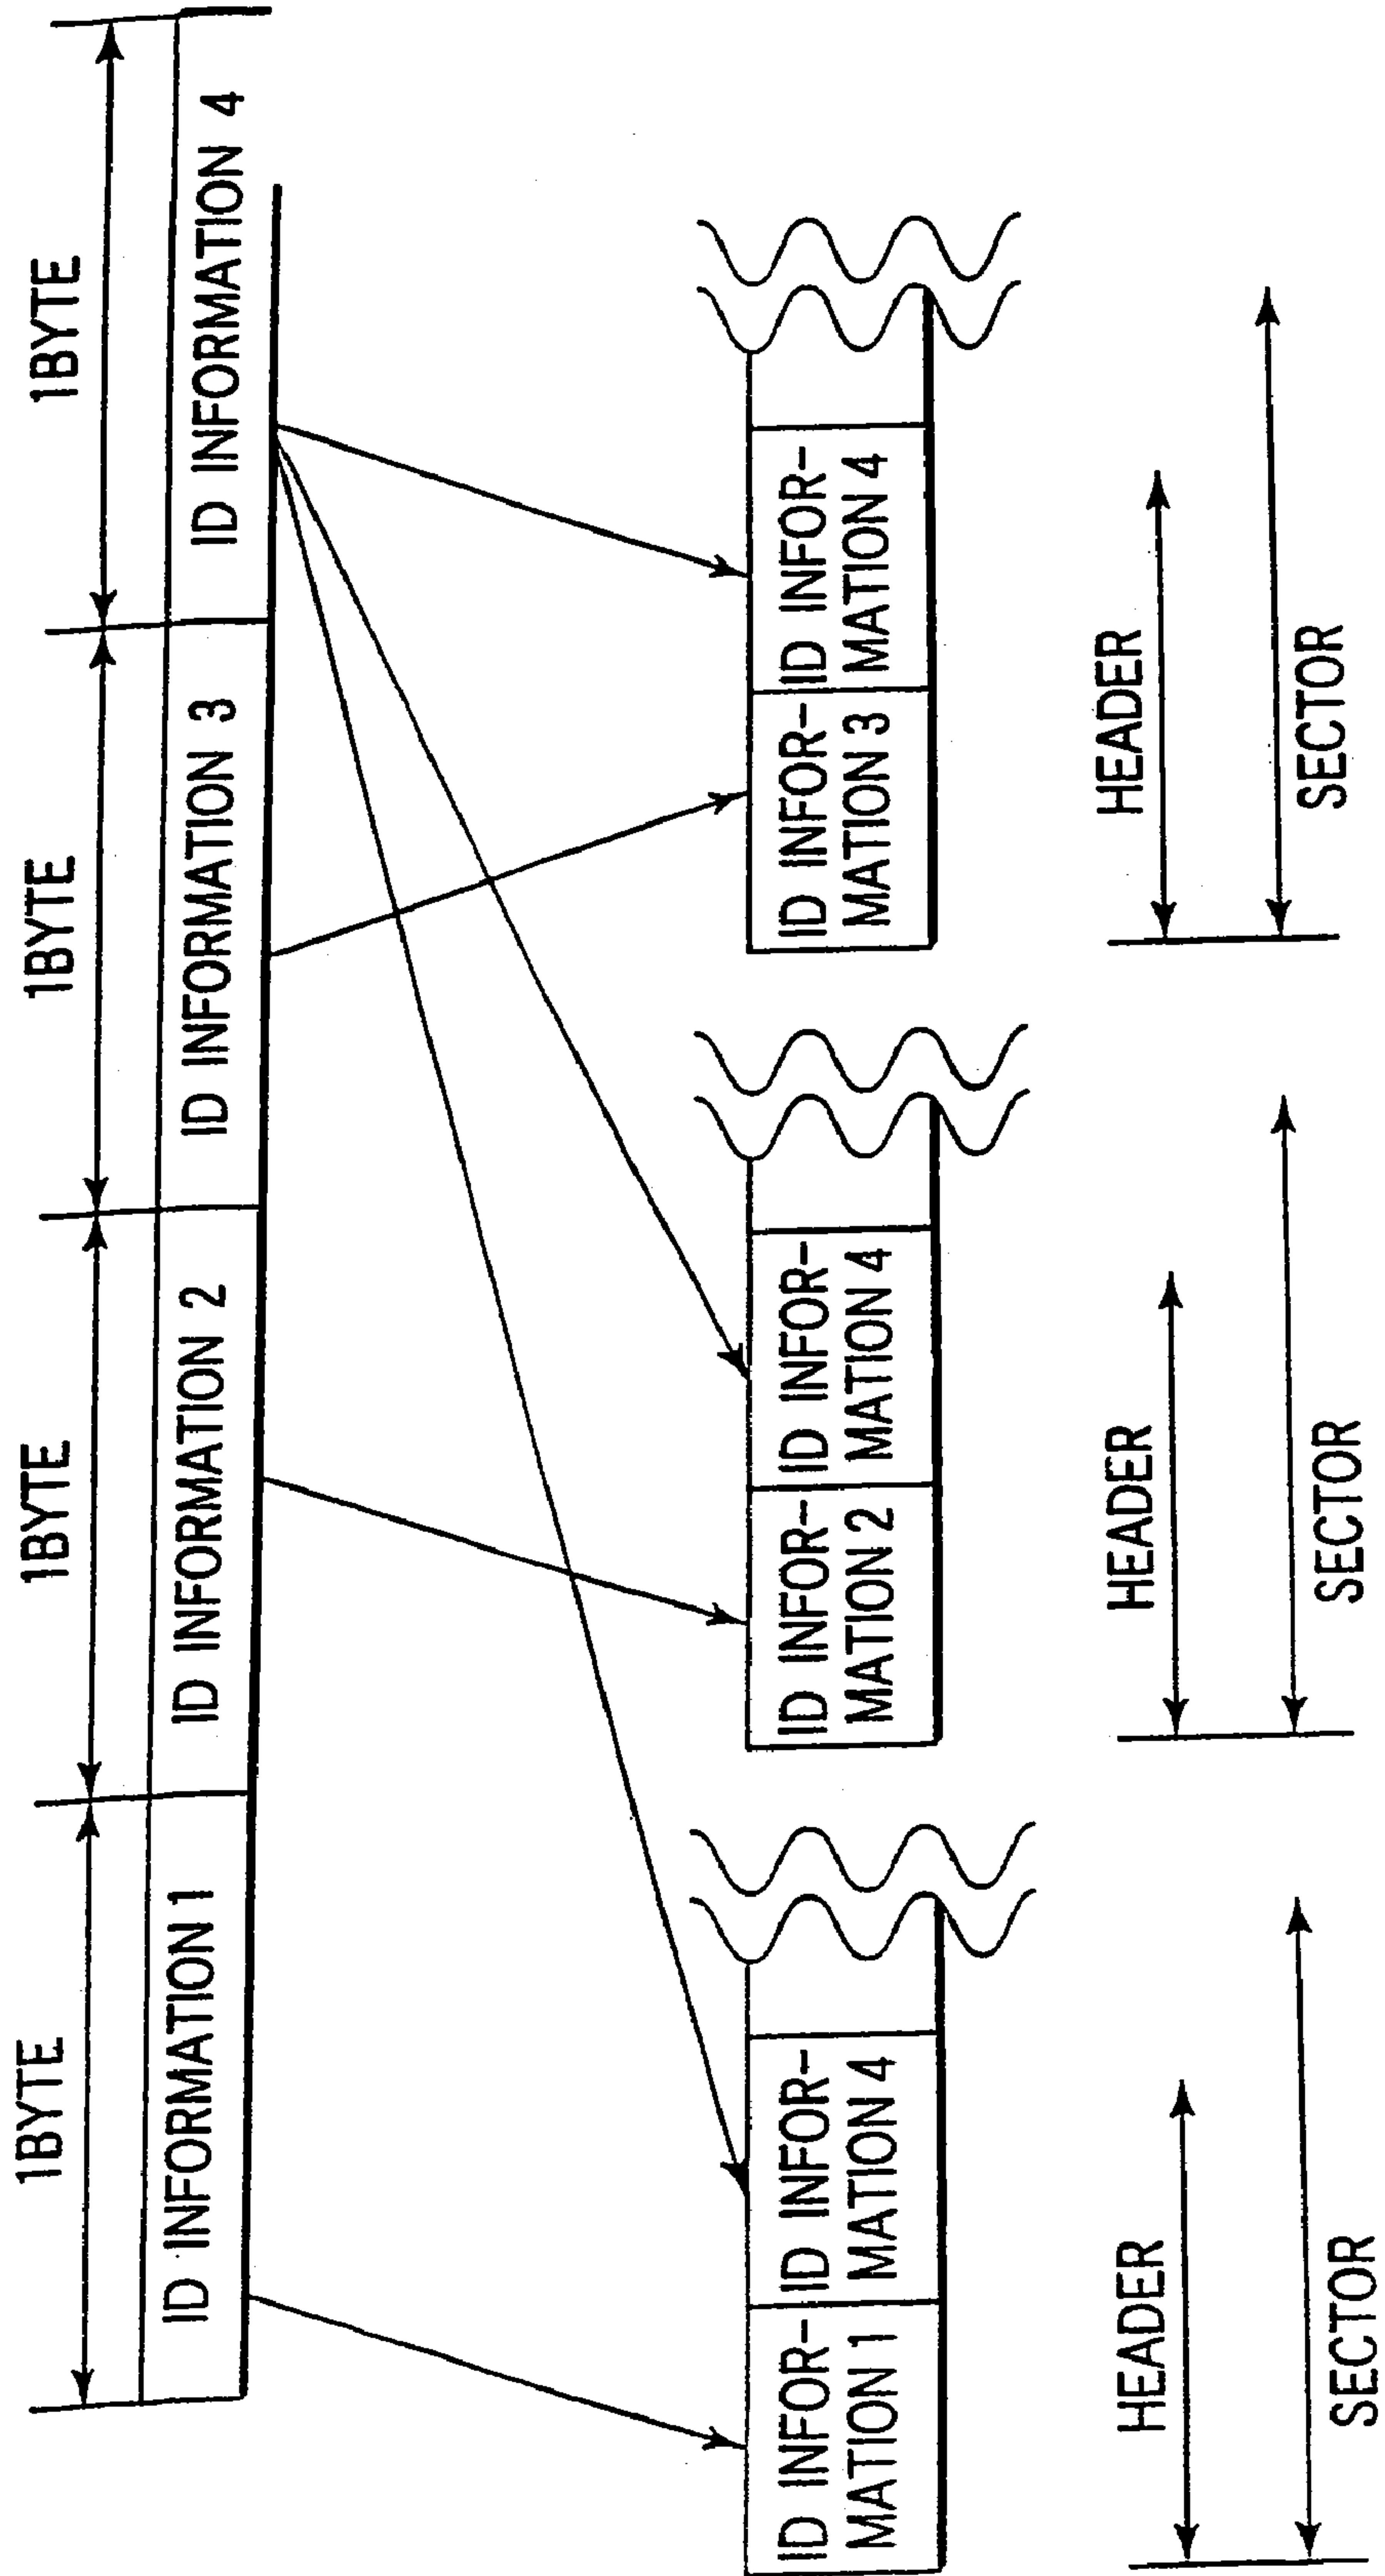 1BYTE 1BYTE 1BYTE 1BYTE
ID INFORMATION 1 ID INFORMATION 2 ID INFORMATION 3 ID INFORMATION 4
ID INFOR- ID INFOR- ID INFOR- ID INFOR- ID INFOR- ID INFOR-
MATION 1 MATION 4 MATION 2 MATION 4 MATION 3 MATION 4
HEADER HEADER HEADER
SECTOR SECTOR SECTOR